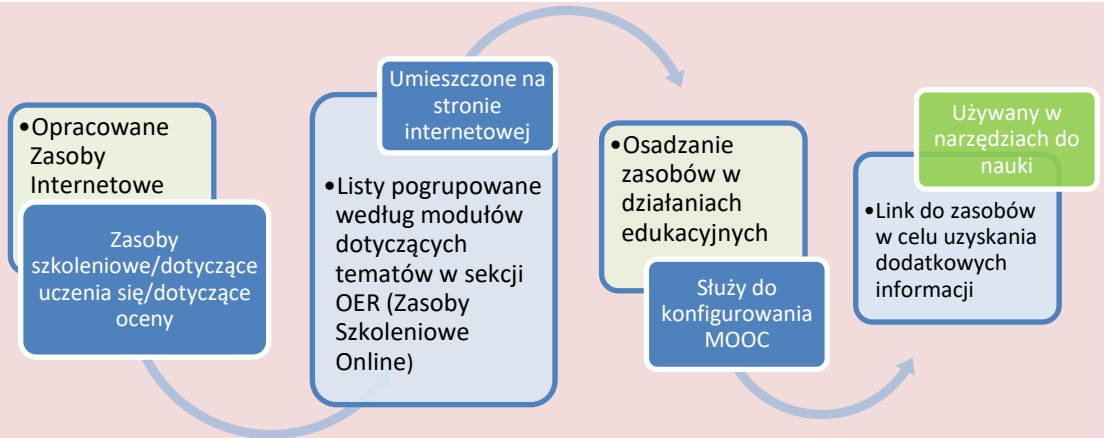 •Opracowane
Zasoby
Internetowe
Zasoby
szkoleniowe/dotyczące
uczenia się/dotyczące
oceny
Umieszczone na
stronie
internetowej
•Listy pogrupowane
według modułów
dotyczących
tematów w sekcji
OER (Zasoby
Szkoleniowe
Online)
•Osadzanie
zasobów w
działaniach
edukacyjnych
Służy do
konfigurowania
MOOC
Używany w
narzędziach do
nauki
•Link do zasobów
w celu uzyskania
dodatkowych
informacji